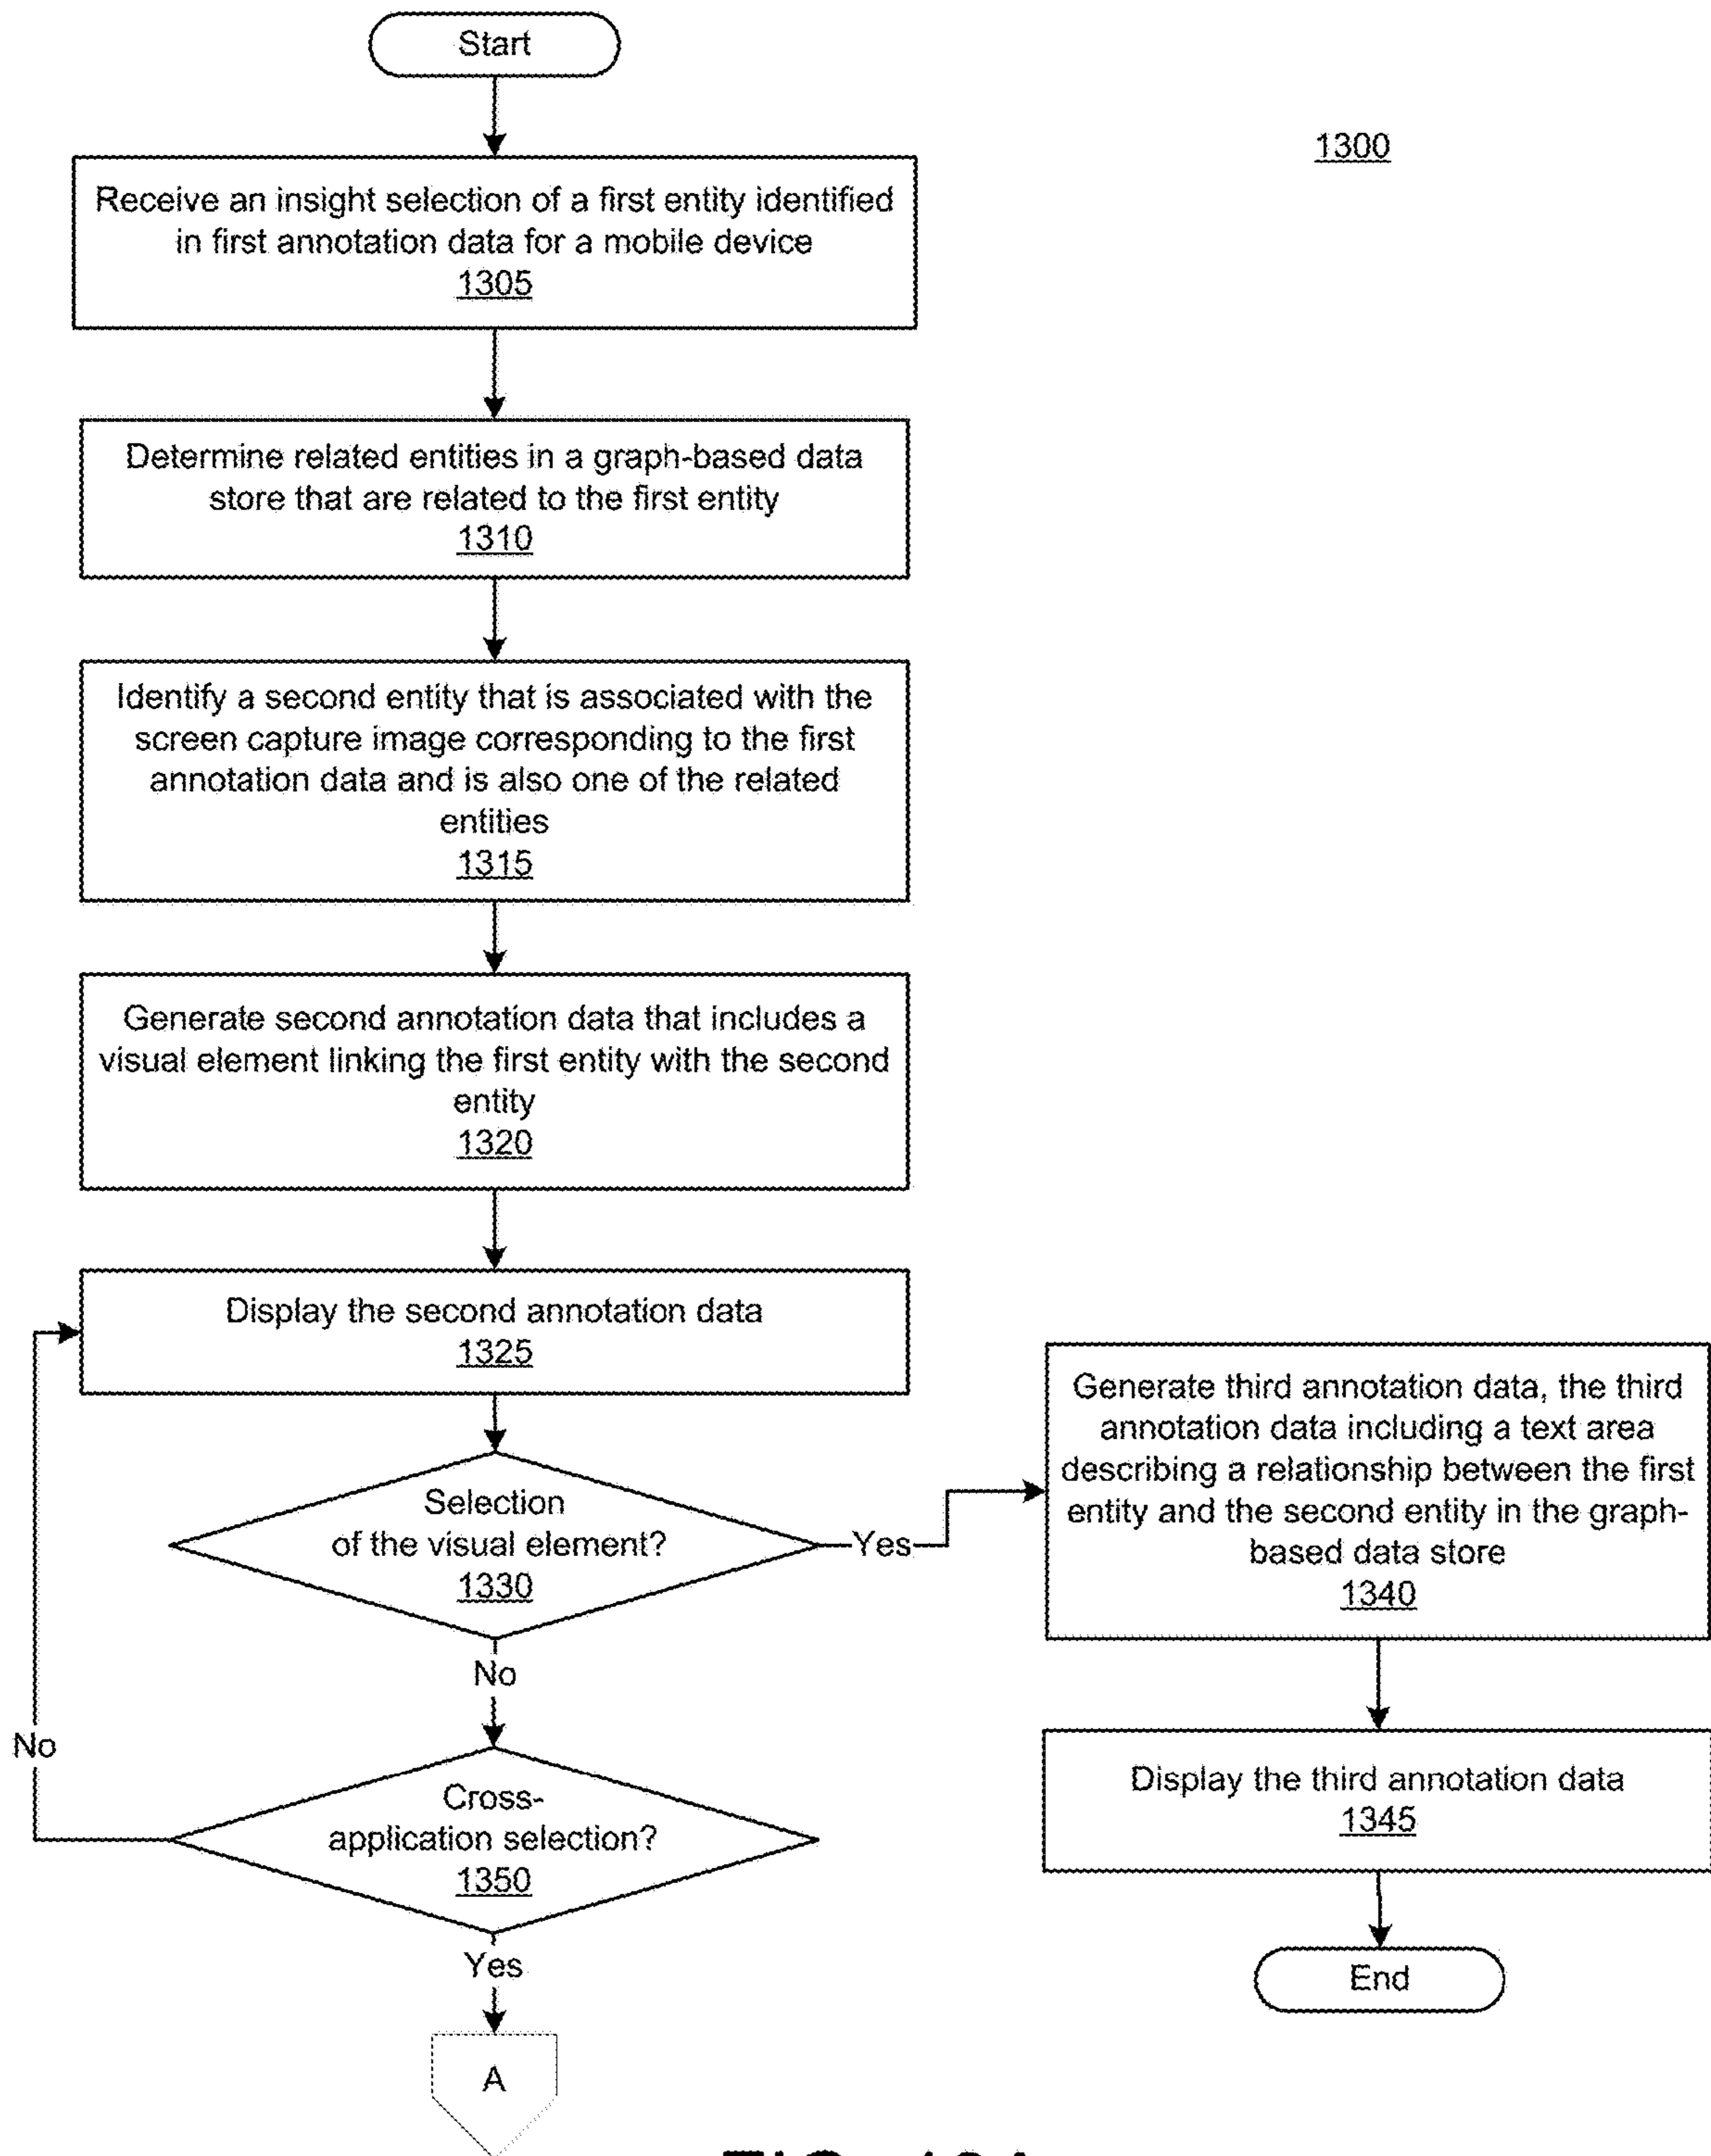 Start
1300
Receive an insight selection of a first entity identified
in first annotation data for a mobile device
1305
Determine related entities in a graph-based data
store that are related to the first entity
1310
Identify a second entity that is associated with the
screen capture image corresponding to the first
annotation data and is also one of the related
entities
1315
Generate second annotation data that includes a
visual element linking the first entity with the second
entity
1320
Display the second annotation data
1325
Selection
of the visual element?
1330
Yes
Generate third annotation data, the third
annotation data including a text area
describing a relationship between the first
entity and the second entity in the graph-
based data store
1340
No
Display the third annotation data
1345
No
Cross-
application selection?
1350
Yes
End
A